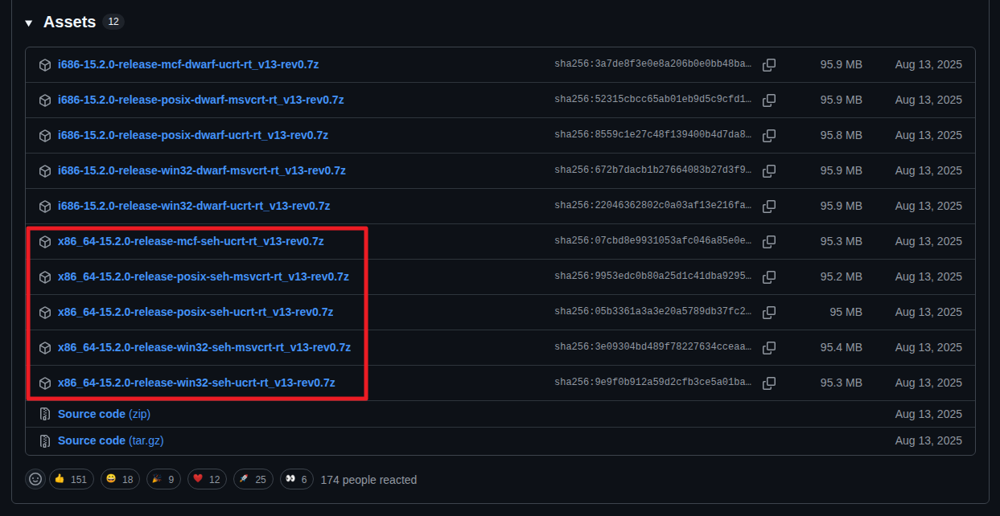 Assets 12
i686-15.2.0-release-mcf-dwarf-ucrt-rt_v13-rev0.7z sha256:3a7de8f3e0e8a206b0e0bb48ba… 95.9 MB Aug 13, 2025
i686-15.2.0-release-posix-dwarf-msvcrt-rt_v13-rev0.7z sha256:52315cbcc65ab01eb9d5c9cfd1… 95.9 MB Aug 13, 2025
i686-15.2.0-release-posix-dwarf-ucrt-rt_v13-rev0.7z sha256:8559c1e27c48f139400b4d7da8… 95.8 MB Aug 13, 2025
i686-15.2.0-release-win32-dwarf-msvcrt-rt_v13-rev0.7z sha256:672b7dacb1b27664083b27d3f9… 95.9 MB Aug 13, 2025
i686-15.2.0-release-win32-dwarf-ucrt-rt_v13-rev0.7z sha256:22046362802c0a03af13e216fa… 95.9 MB Aug 13, 2025
x86_64-15.2.0-release-mcf-seh-ucrt-rt_v13-rev0.7z sha256:07cbd8e9931053afc046a85e0e… 95.3 MB Aug 13, 2025
x86_64-15.2.0-release-posix-seh-msvcrt-rt_v13-rev0.7z sha256:9953edc0b80a25d1c41dba9295… 95.2 MB Aug 13, 2025
x86_64-15.2.0-release-posix-seh-ucrt-rt_v13-rev0.7z sha256:05b3361a3a3e20a5789db37fc2… 95 MB Aug 13, 2025
x86_64-15.2.0-release-win32-seh-msvcrt-rt_v13-rev0.7z sha256:3e09304bd489f78227634cceaa… 95.4 MB Aug 13, 2025
x86_64-15.2.0-release-win32-seh-ucrt-rt_v13-rev0.7z sha256:9e9f0b912a59d2cfb3ce5a01ba… 95.3 MB Aug 13, 2025
Source code (zip) Aug 13, 2025
Source code (tar.gz) Aug 13, 2025
151 18 9 12 25 6 174 people reacted